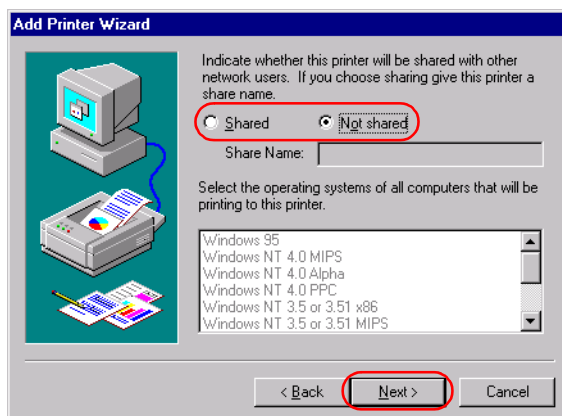 Add Printer Wizard
Indicate whether this printer will be shared with other
network users. If you choose sharing give this printer a
share name.
Shared Not shared
Share Name:
Select the operating systems of all computers that will be
printing to this printer.
Windows 95
Windows NT 4.0 MIPS
Windows NT 4.0 Alpha
Windows NT 4.0 PPC
Windows NT 3.5 or 3.51 x86
Windows NT 3.5 or 3.51 MIPS
< Back Next > Cancel